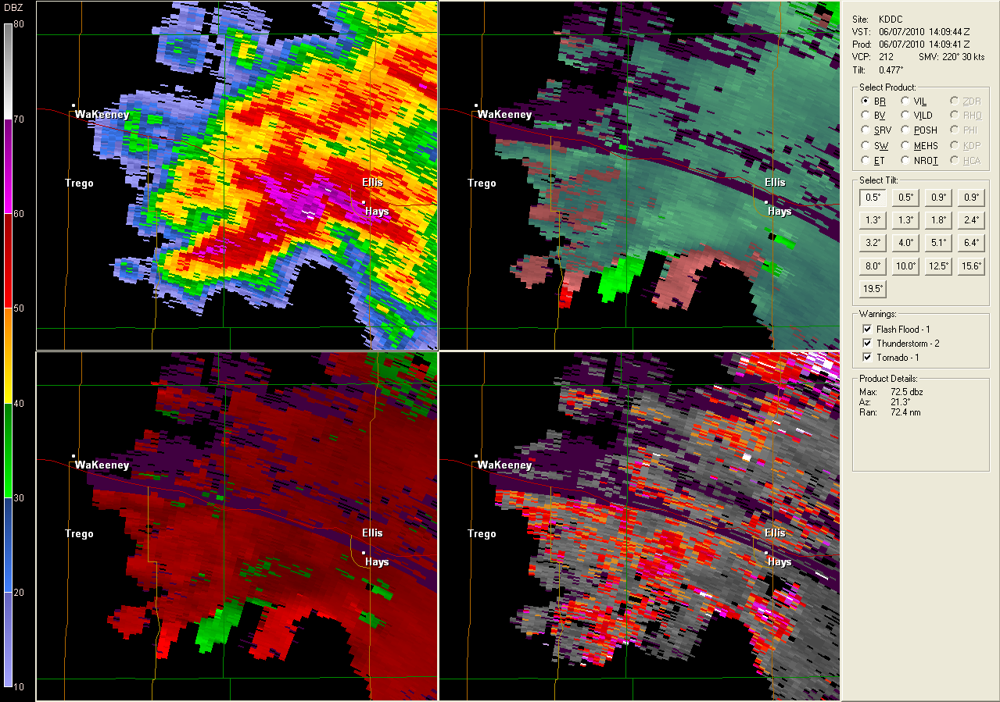 DBZ
80
70
60
50
40
30
20
10
WaKeeney
Trego
Ellis
Hays
WaKeeney
Trego
Ellis
Hays
WaKeeney
Trego
Ellis
Hays
WaKeeney
Trego
Ellis
Hays
Site: KDDC
VST: 06/07/2010 14:09:44 Z
Prod: 06/07/2010 14:09:41 Z
VCP: 212 SMV: 220° 30 kts
Tilt: 0.477°
Select Product:
BR VIL ZDR
BV VILD RHO
SRV POSH PHI
SW MEHS KDP
ET NROT HCA
Select Tilt:
0.5° 0.5° 0.9° 0.9°
1.3° 1.3° 1.8° 2.4°
3.2° 4.0° 5.1° 6.4°
8.0° 10.0° 12.5° 15.6°
19.5°
Warnings:
Flash Flood - 1
Thunderstorm - 2
Tornado - 1
Product Details:
Max: 72.5 dbz
Az: 21.3°
Ran: 72.4 nm